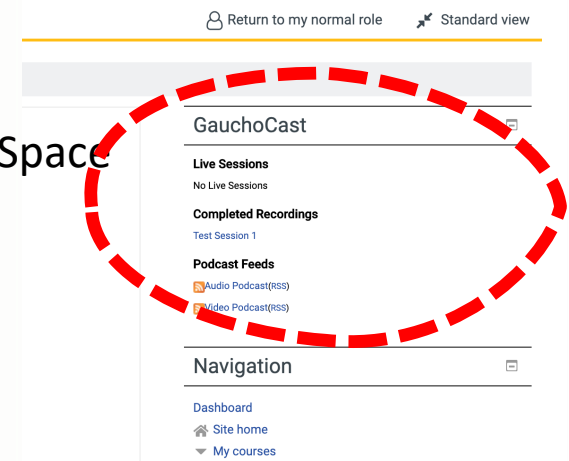 Return to my normal role Standard view
GauchoCast
Space
Live Sessions
No Live Sessions
Completed Recordings
Test Session 1
Podcast Feeds
Audio Podcast(RSS)
Video Podcast(RSS)
Navigation
Dashboard
Site home
My courses